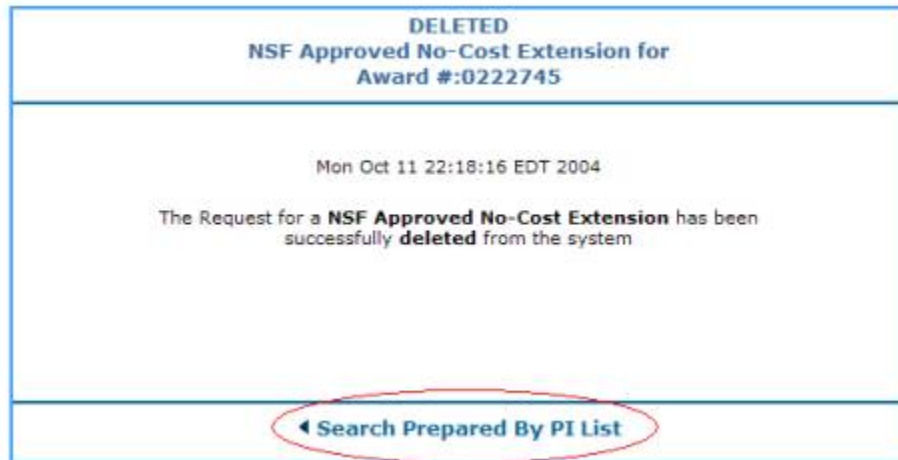 DELETED
NSF Approved No-Cost Extension for
Award #:0222745
Mon Oct 11 22:18:16 EDT 2004
The Request for a NSF Approved No-Cost Extension has been
successfully deleted from the system
Search Prepared By PI List